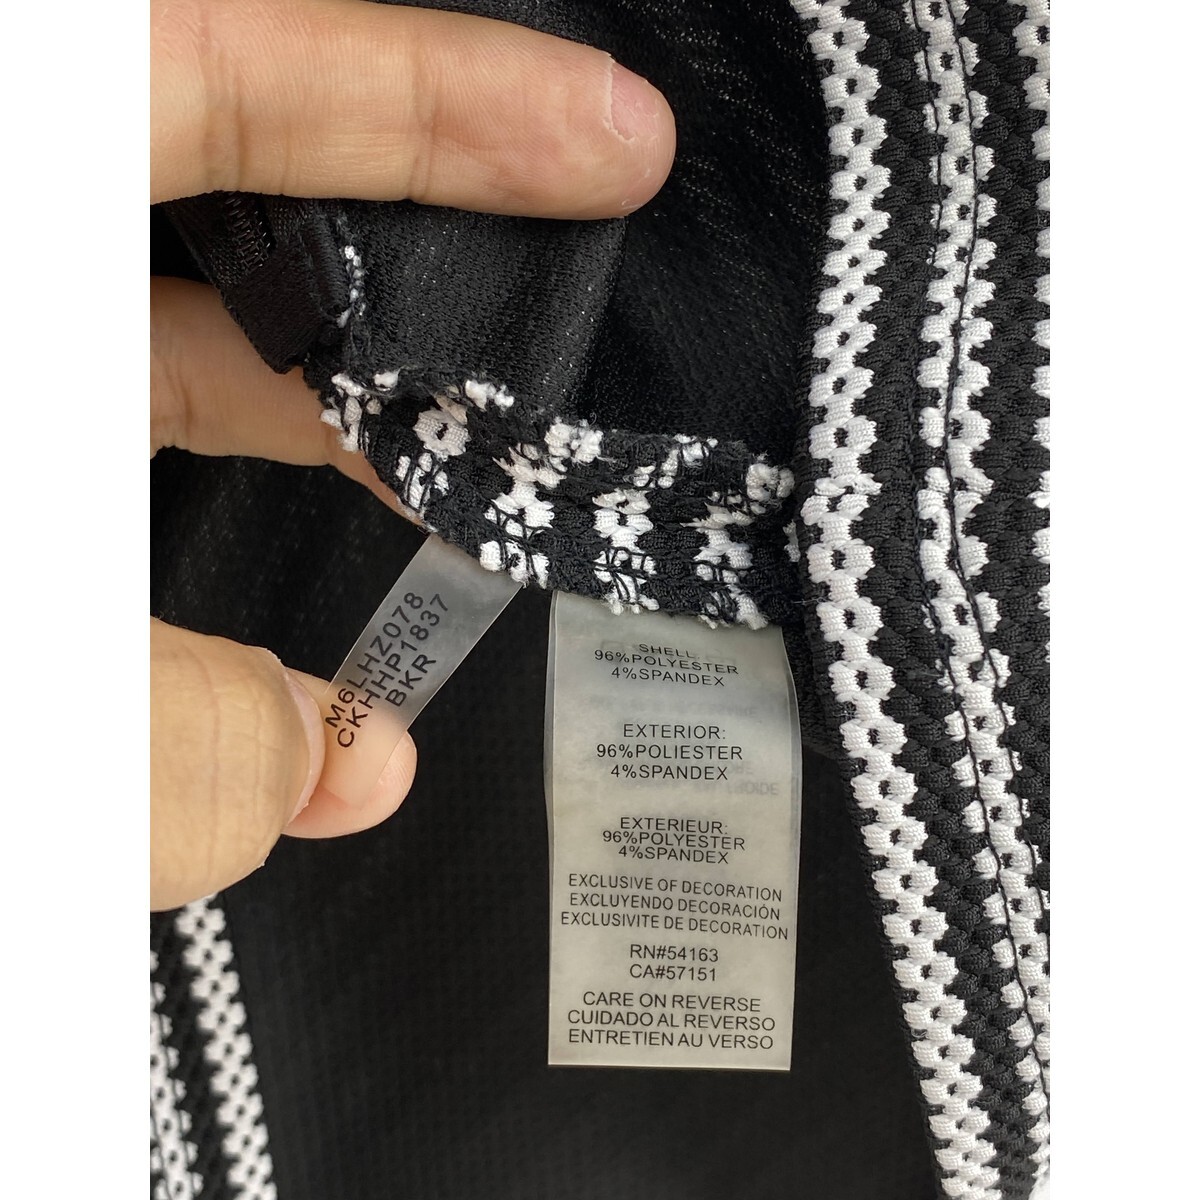 M6LHZ078
CKHHP1837
BKR
SHELL
96%POLYESTER
4%SPANDEX
EXTERIOR:
96%POLIESTER
4%SPANDEX
EXTERIEUR:
96%POLYESTER
4%SPANDEX
EXCLUSIVE OF DECORATION
EXCLUYENDO DECORACIÓN
EXCLUSIVITE DE DECORATION
RN#54163
CA#57151
CARE ON REVERSE
CUIDADO AL REVERSO
ENTRETIEN AU VERSO